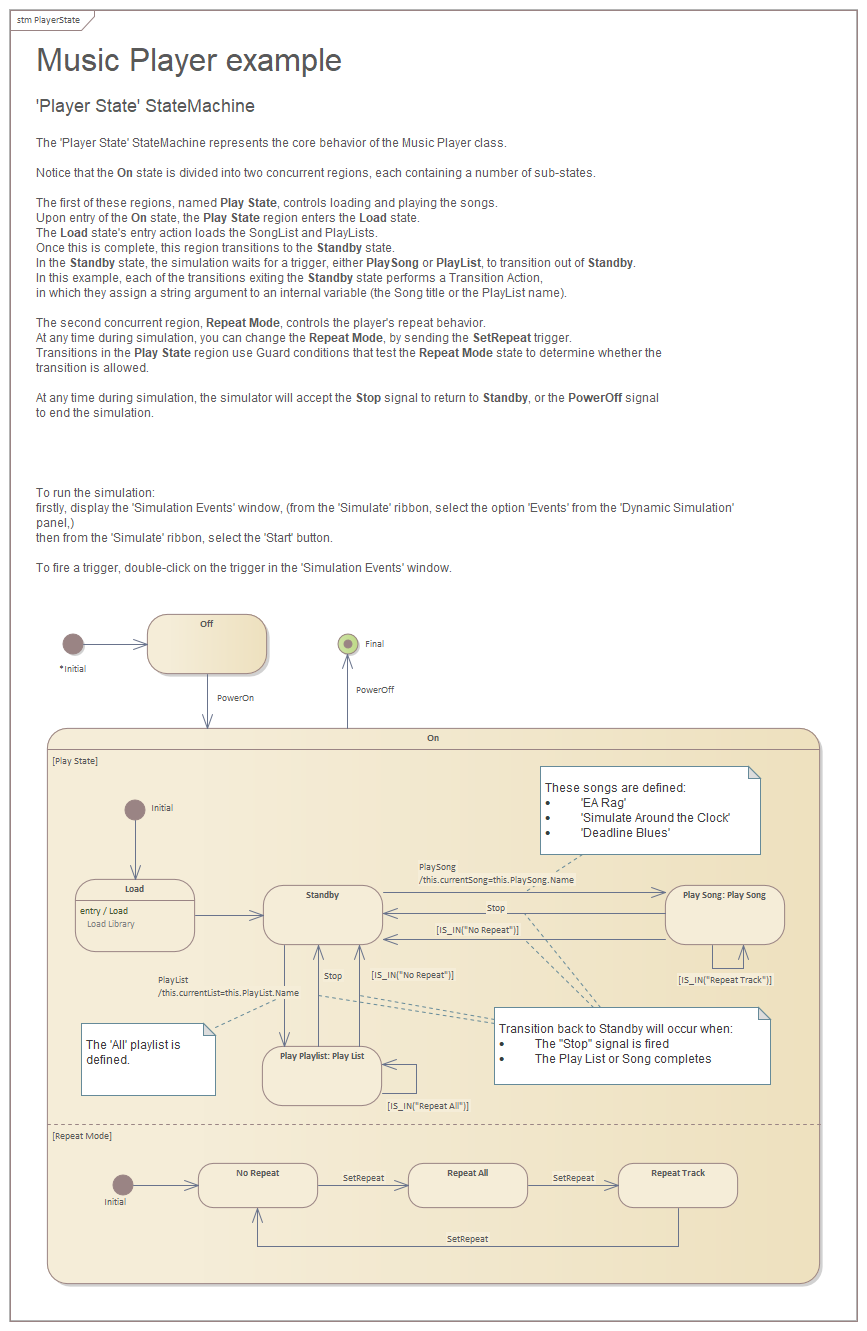 stm PlayerState
Music Player example
'Player State' StateMachine
The 'Player State' StateMachine represents the core behavior of the Music Player class.
Notice that the On state is divided into two concurrent regions, each containing a number of sub-states.
The first of these regions, named Play State, controls loading and playing the songs.
Upon entry of the On state, the Play State region enters the Load state.
The Load state's entry action loads the SongList and PlayLists.
Once this is complete, this region transitions to the Standby state.
In the Standby state, the simulation waits for a trigger, either PlaySong or PlayList, to transition out of Standby.
In this example, each of the transitions exiting the Standby state performs a Transition Action,
in which they assign a string argument to an internal variable (the Song title or the PlayList name).
The second concurrent region, Repeat Mode, controls the player's repeat behavior.
At any time during simulation, you can change the Repeat Mode, by sending the SetRepeat trigger.
Transitions in the Play State region use Guard conditions that test the Repeat Mode state to determine whether the
transition is allowed.
At any time during simulation, the simulator will accept the Stop signal to return to Standby, or the PowerOff signal
to end the simulation.
To run the simulation:
firstly, display the 'Simulation Events' window, (from the 'Simulate' ribbon, select the option 'Events' from the 'Dynamic Simulation'
panel,)
then from the 'Simulate' ribbon, select the 'Start' button.
To fire a trigger, double-click on the trigger in the 'Simulation Events' window.
Off
*Initial
Final
PowerOn
PowerOff
On
[Play State]
These songs are defined:
• 'EA Rag'
• 'Simulate Around the Clock'
• 'Deadline Blues'
Initial
PlaySong
/this.currentSong=this.PlaySong.Name
Load
entry / Load
Load Library
Standby
Play Song: Play Song
Stop
[IS_IN("No Repeat")]
[IS_IN("Repeat Track")]
PlayList
/this.currentList=this.PlayList.Name
Stop
[IS_IN("No Repeat")]
The 'All' playlist is
defined.
Transition back to Standby will occur when:
• The "Stop" signal is fired
• The Play List or Song completes
Play Playlist: Play List
[IS_IN("Repeat All")]
[Repeat Mode]
Initial
No Repeat
SetRepeat
Repeat All
SetRepeat
Repeat Track
SetRepeat